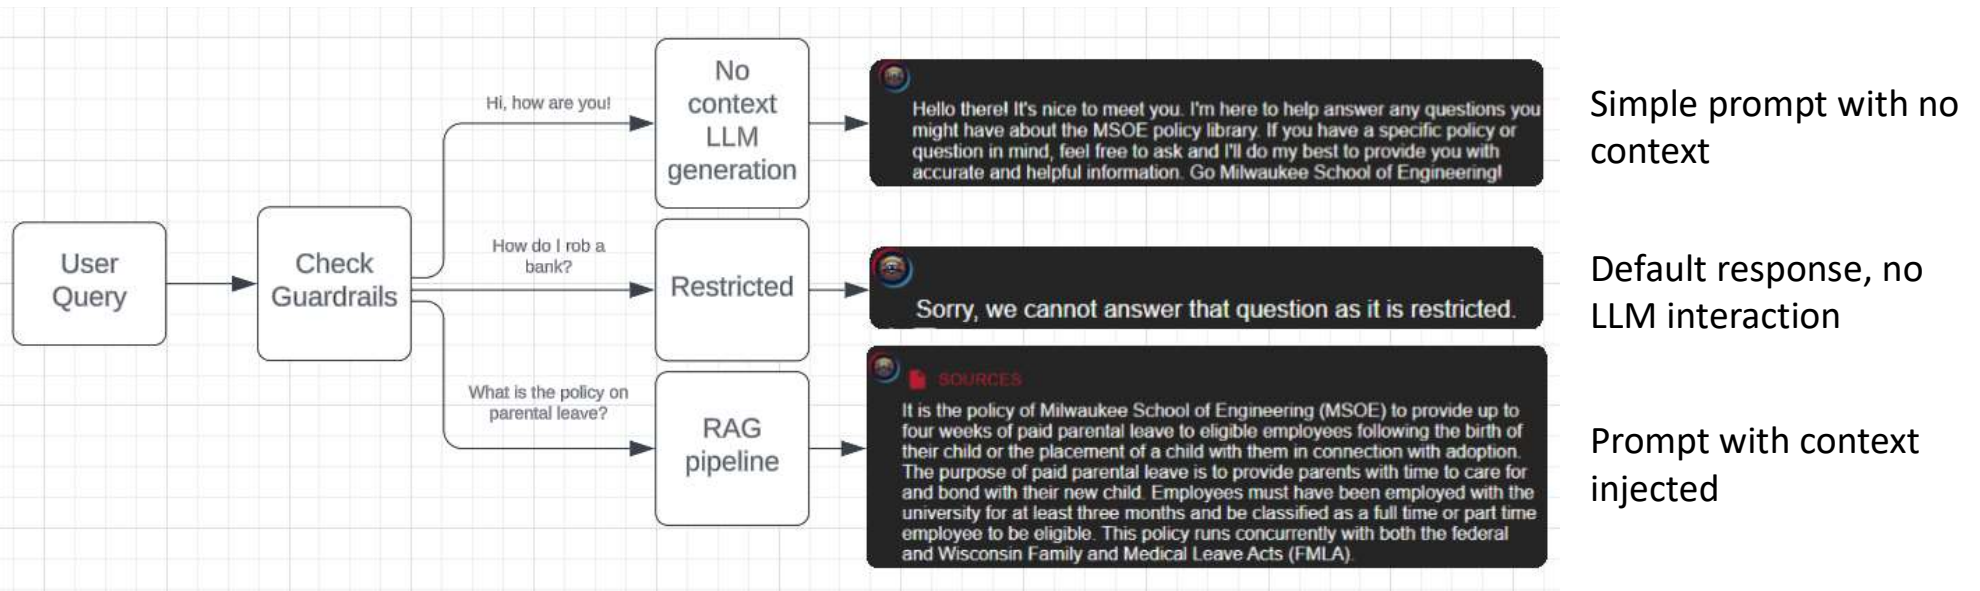 User
Query
Check
Guardrails
Hi, how are you!
No
context
LLM
generation
Hello there! It's nice to meet you. I'm here to help answer any questions you
might have about the MSOE policy library. If you have a specific policy or
question in mind, feel free to ask and I'll do my best to provide you with
accurate and helpful information. Go Milwaukee School of Engineering!
Simple prompt with no
context
How do I rob a
bank?
Restricted
Sorry, we cannot answer that question as it is restricted.
Default response, no
LLM interaction
What is the policy on
parental leave?
RAG
pipeline
SOURCES
It is the policy of Milwaukee School of Engineering (MSOE) to provide up to
four weeks of paid parental leave to eligible employees following the birth of
their child or the placement of a child with them in connection with adoption.
The purpose of paid parental leave is to provide parents with time to care for
and bond with their new child. Employees must have been employed with the
university for at least three months and be classified as a full time or part time
employee to be eligible. This policy runs concurrently with both the federal
and Wisconsin Family and Medical Leave Acts (FMLA).
Prompt with context
injected